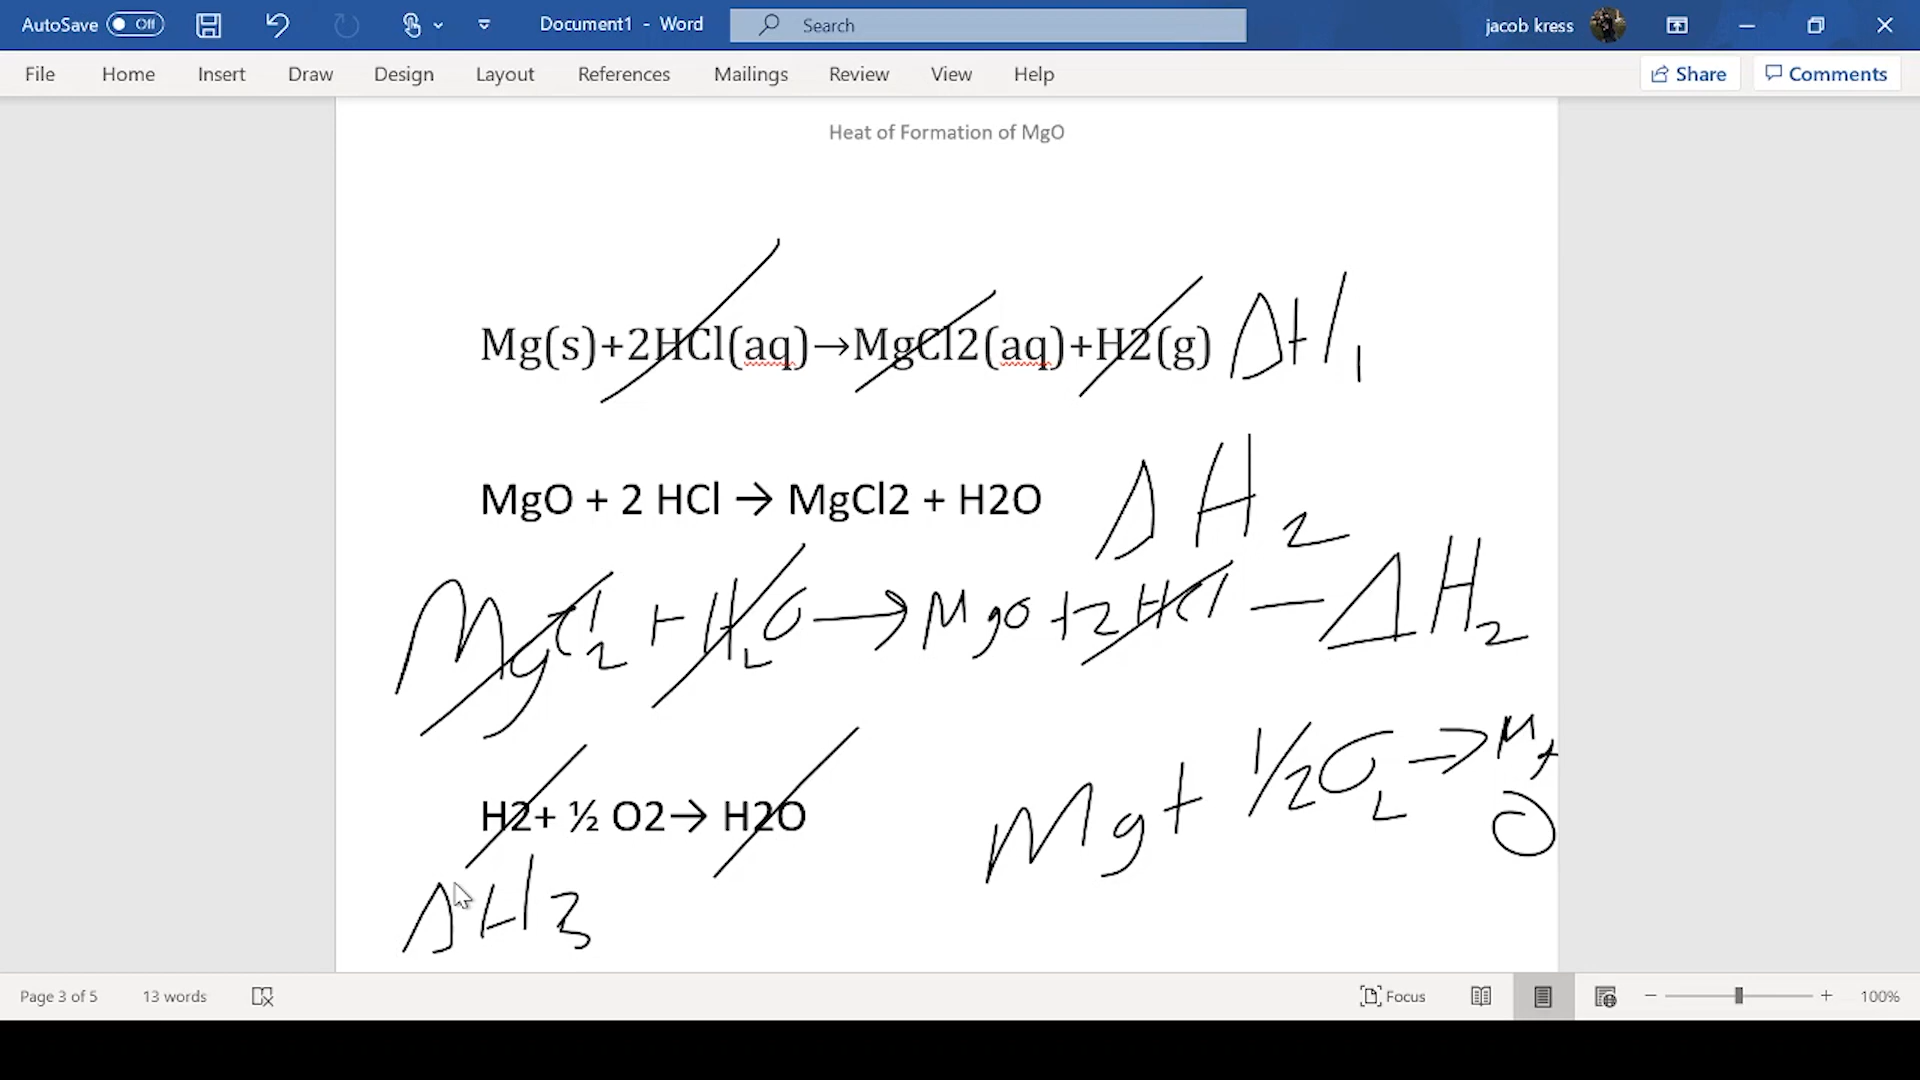 AutoSave Off Document1 - Word Search jacob kress
File Home Insert Draw Design Layout References Mailings Review View Help Share Comments
Heat of Formation of MgO
Mg(s)+2HCl(aq)→MgCl2(aq)+H2(g) ΔH₁
MgO + 2 HCl → MgCl2 + H2O ΔH₂
MgCl₂ + H₂O → MgO + 2HCl -ΔH₂
H2+ ½ O2→ H2O
Mg + 1/2O₂ → Mg
O
ΔH3
Page 3 of 5 13 words Focus 100%